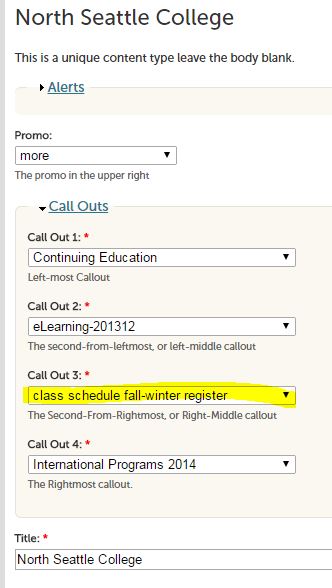 North Seattle College
This is a unique content type leave the body blank.
Alerts
Promo:
more
The promo in the upper right
Call Outs
Call Out 1: *
Continuing Education
Left-most Callout
Call Out 2: *
eLearning-201312
The second-from-leftmost, or left-middle callout
Call Out 3: *
class schedule fall-winter register
The Second-From-Rightmost, or Right-Middle callout
Call Out 4: *
International Programs 2014
The Rightmost callout.
Title: *
North Seattle College